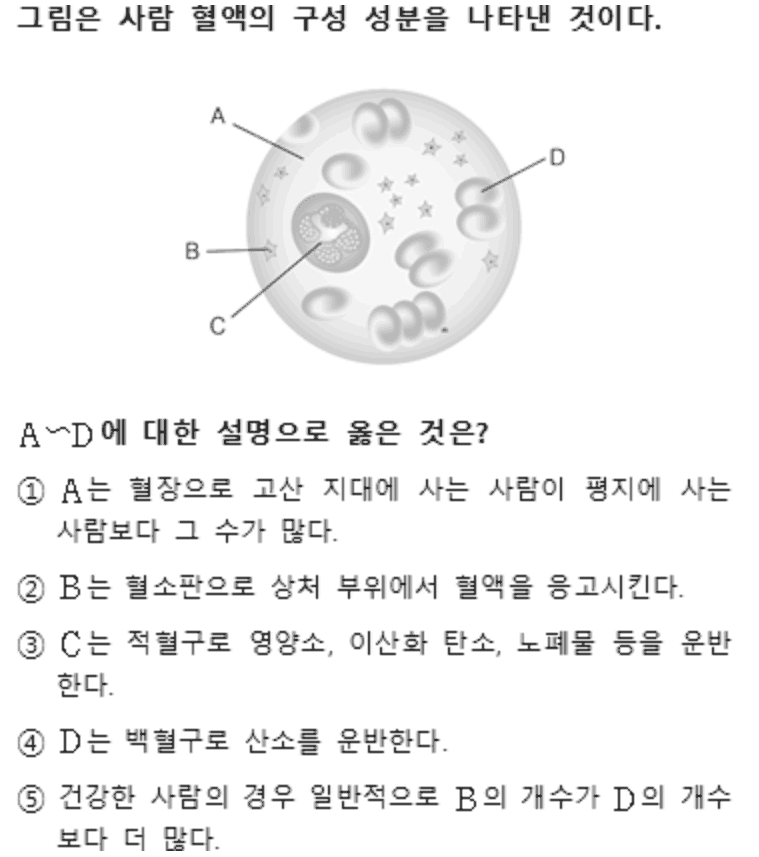 그림은 사람 혈액의 구성 성분을 나타낸 것이다.
A
D
B
C
A~D에 대한 설명으로 옳은 것은?
① A는 혈장으로 고산 지대에 사는 사람이 평지에 사는
사람보다 그 수가 많다.
② B는 혈소판으로 상처 부위에서 혈액을 응고시킨다.
③ C는 적혈구로 영양소, 이산화 탄소, 노폐물 등을 운반
한다.
④ D는 백혈구로 산소를 운반한다.
⑤ 건강한 사람의 경우 일반적으로 B의 개수가 D의 개수
보다 더 많다.